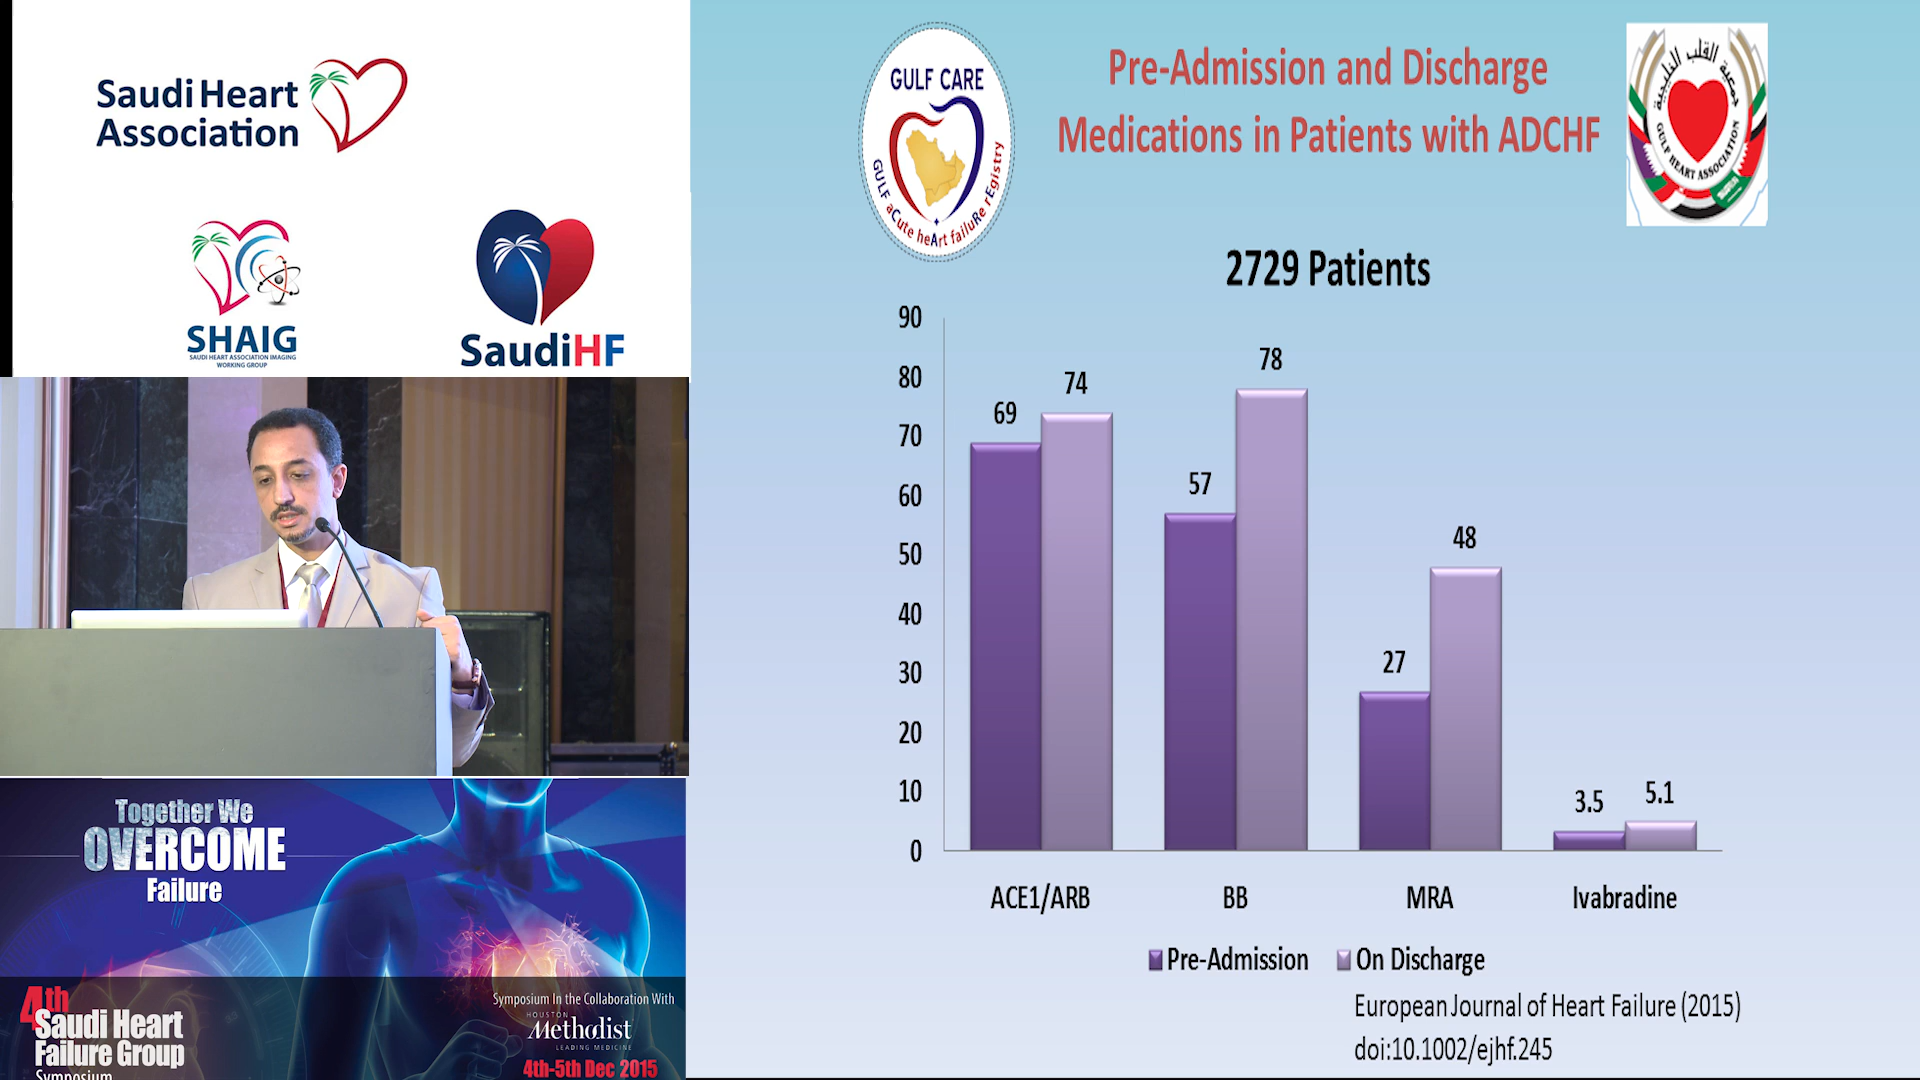 Saudi Heart
Association
SHAIG
SAUDI HEART ASSOCIATION IMAGING
WORKING GROUP
SaudiHF
Together We
OVERCOME
Failure
4th
Saudi Heart
Failure Group
Symposium
Symposium In the Collaboration With
HOUSTON
Methodist
LEADING MEDICINE
4th-5th Dec 2015
GULF CARE
GULF aCute heArt failuRe rEgistry
Pre-Admission and Discharge
Medications in Patients with ADCHF
جمعية القلب الخليجية
GULF HEART ASSOCIATION
2729 Patients
90
80
70
60
50
40
30
20
10
0
69
74
57
78
27
48
3.5
5.1
ACE1/ARB
BB
MRA
Ivabradine
Pre-Admission
On Discharge
European Journal of Heart Failure (2015)
doi:10.1002/ejhf.245